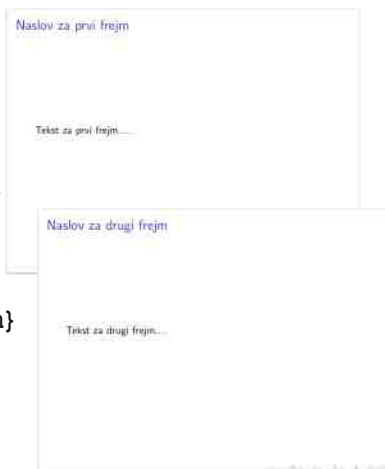 Naslov za prvi frejm
Tekst za prvi frejm.....
Naslov za drugi frejm
n}
Tekst za drugi frejm....